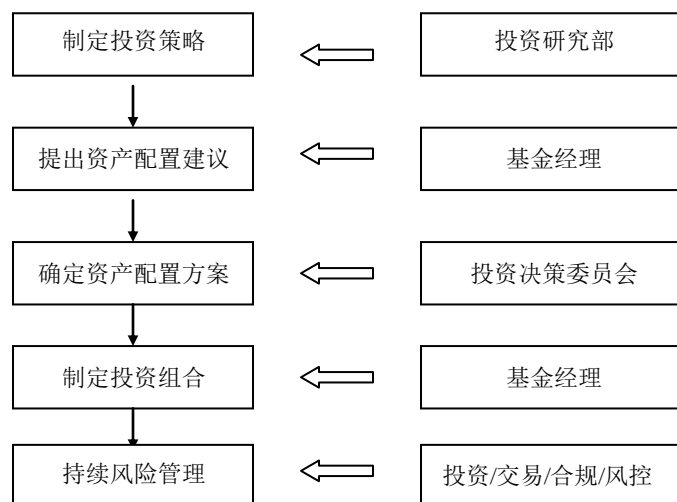 制定投资策略
投资研究部
提出资产配置建议
基金经理
确定资产配置方案
投资决策委员会
制定投资组合
基金经理
持续风险管理
投资/交易/合规/风控